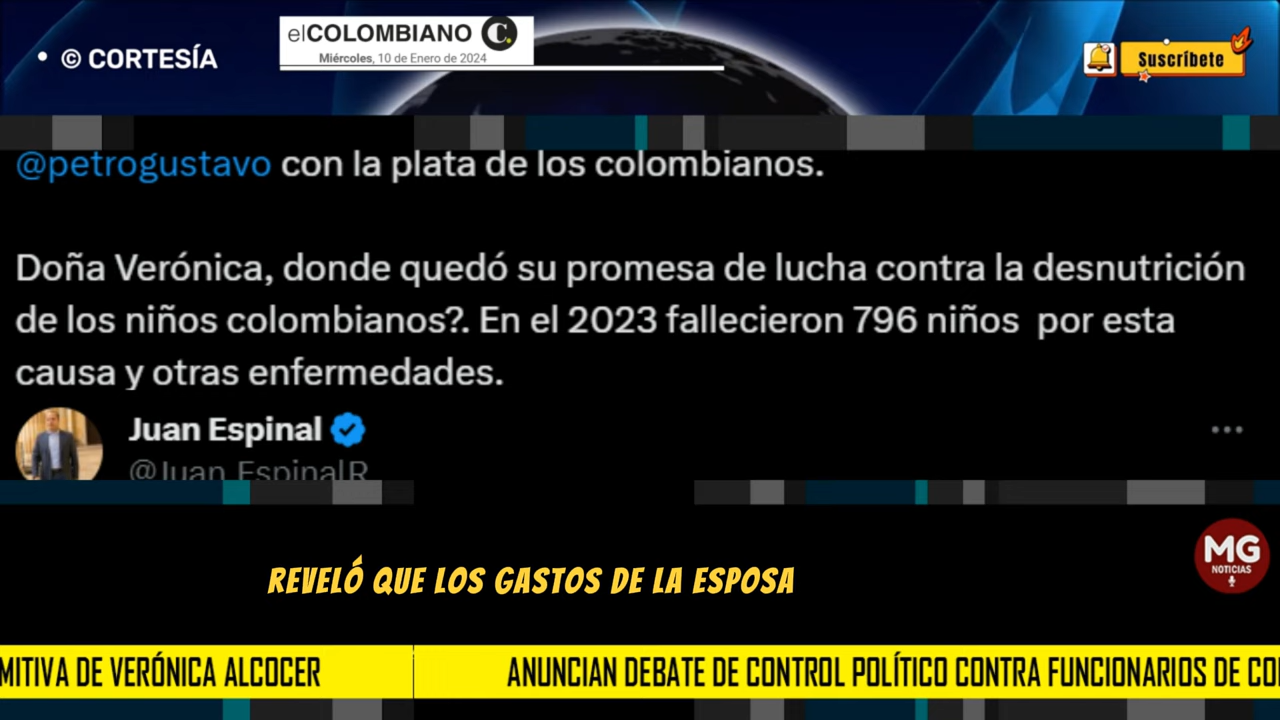 • © CORTESÍA
elCOLOMBIANO C.
Miércoles, 10 de Enero de 2024
Suscríbete
@petrogustavo con la plata de los colombianos.
Doña Verónica, donde quedó su promesa de lucha contra la desnutrición
de los niños colombianos?. En el 2023 fallecieron 796 niños por esta
causa y otras enfermedades.
Juan Espinal
@Juan_EspinalR
MG
NOTICIAS
REVELÓ QUE LOS GASTOS DE LA ESPOSA
MITIVA DE VERÓNICA ALCOCER
ANUNCIAN DEBATE DE CONTROL POLÍTICO CONTRA FUNCIONARIOS DE CO